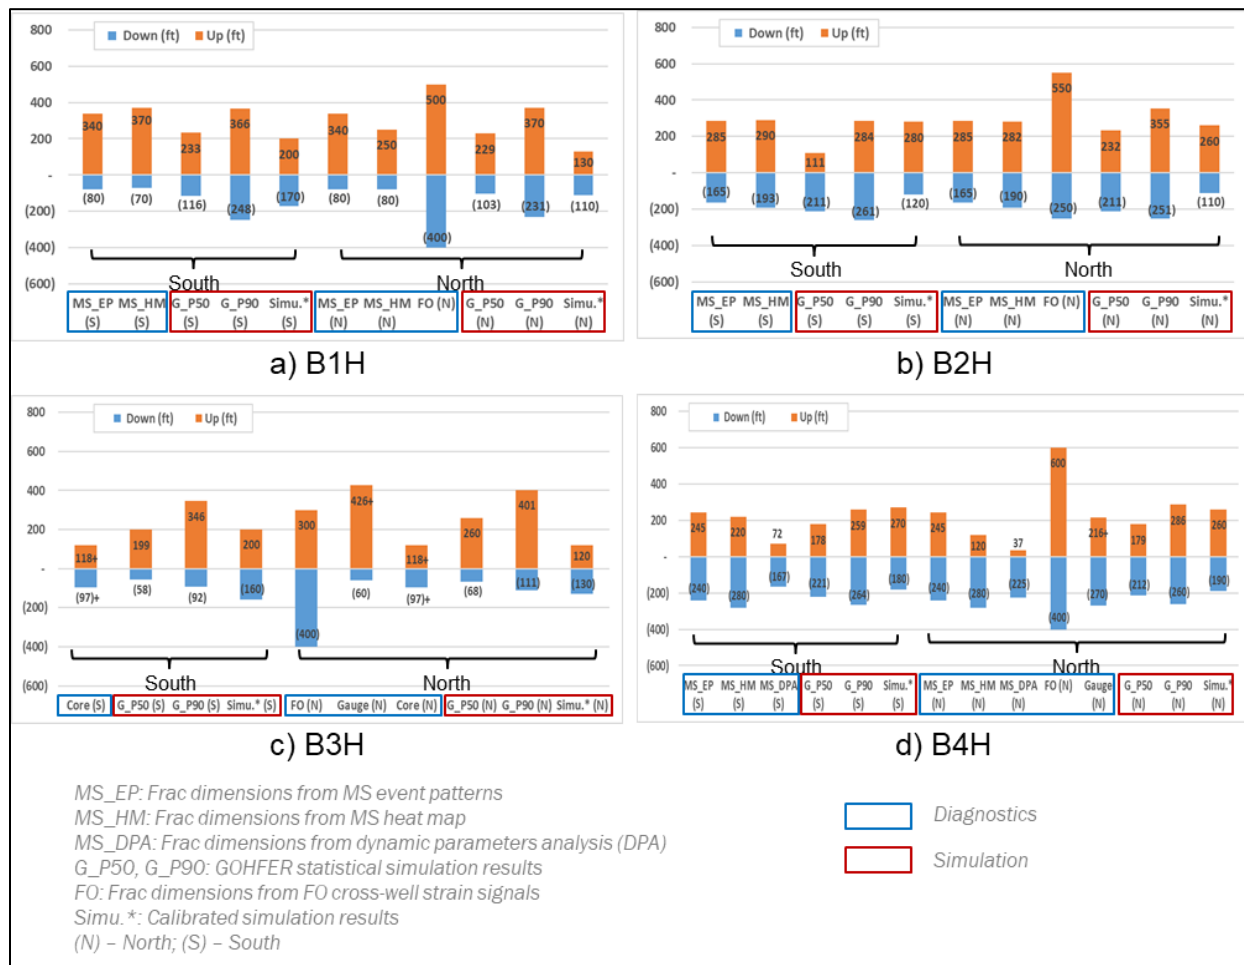 Down (ft) Up (ft)
800
600
400
200
-
(200)
(400)
(600)
340 370 233 366 200 340 250 500 229 370 130
(80) (70) (116) (248) (170) (80) (80) (400) (103) (231) (110)
South North
MS_EP (S) MS_HM (S) G_P50 (S) G_P90 (S) Simu.* (S) MS_EP (N) MS_HM (N) FO (N) G_P50 (N) G_P90 (N) Simu.* (N)
a) B1H
Down (ft) Up (ft)
800
600
400
200
-
(200)
(400)
(600)
285 290 111 284 280 285 282 550 232 355 260
(165) (193) (211) (261) (120) (165) (190) (250) (211) (251) (110)
South North
MS_EP (S) MS_HM (S) G_P50 (S) G_P90 (S) Simu.* (S) MS_EP (N) MS_HM (N) FO (N) G_P50 (N) G_P90 (N) Simu.* (N)
b) B2H
Down (ft) Up (ft)
800
600
400
200
-
(200)
(400)
(600)
118+ 199 346 200 300 426+ 118+ 260 401 120
(97)+ (58) (92) (160) (400) (60) (97)+ (68) (111) (130)
South North
Core (S) G_P50 (S) G_P90 (S) Simu.* (S) FO (N) Gauge (N) Core (N) G_P50 (N) G_P90 (N) Simu.* (N)
c) B3H
Down (ft) Up (ft)
800
600
400
200
-
(200)
(400)
(600)
245 220 72 178 259 270 245 120 37 600 216+ 179 286 260
(240) (280) (167) (221) (264) (180) (240) (280) (225) (400) (270) (212) (260) (190)
South North
MS_EP (S) MS_HM (S) MS_DPA (S) G_P50 (S) G_P90 (S) Simu.* (S) MS_EP (N) MS_HM (N) MS_DPA (N) FO (N) Gauge (N) G_P50 (N) G_P90 (N) Simu.* (N)
d) B4H
MS_EP: Frac dimensions from MS event patterns
MS_HM: Frac dimensions from MS heat map
MS_DPA: Frac dimensions from dynamic parameters analysis (DPA)
G_P50, G_P90: GOHFER statistical simulation results
FO: Frac dimensions from FO cross-well strain signals
Simu.*: Calibrated simulation results
(N) – North; (S) – South
Diagnostics
Simulation